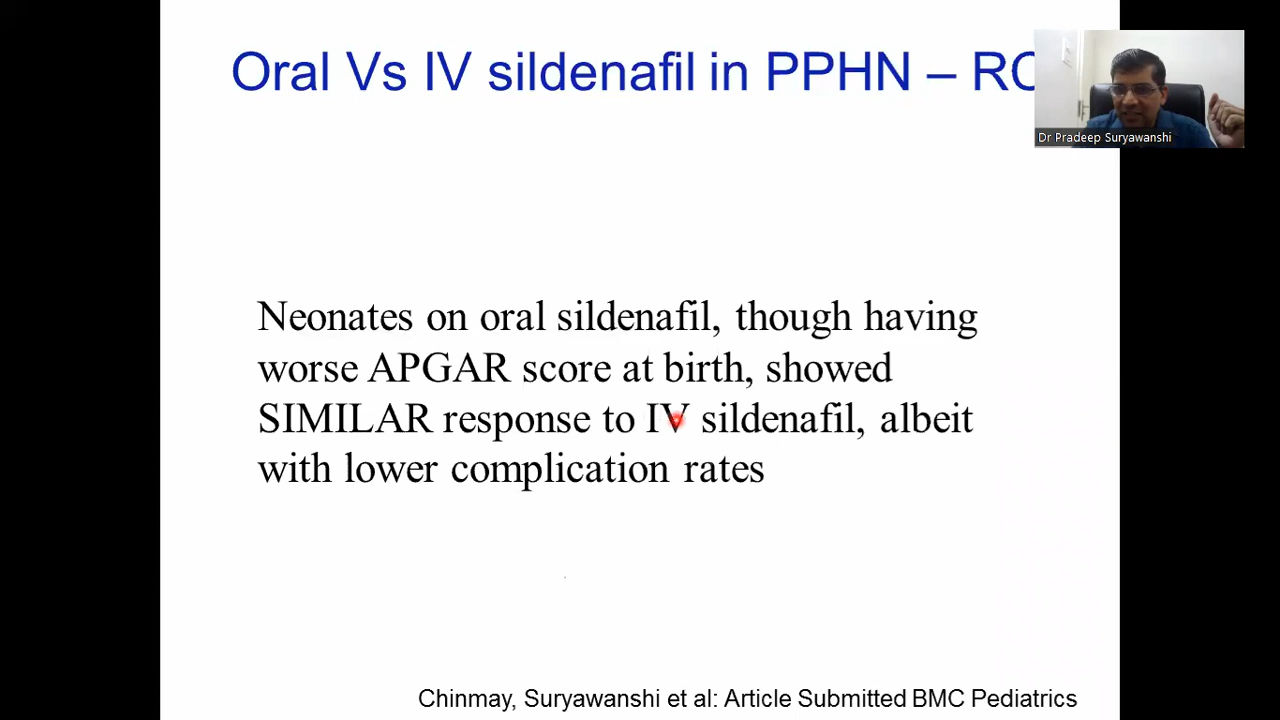 Oral Vs IV sildenafil in PPHN –
Dr Pradeep Suryawanshi
Neonates on oral sildenafil, though having
worse APGAR score at birth, showed
SIMILAR response to IV sildenafil, albeit
with lower complication rates
Chinmay, Suryawanshi et al: Article Submitted BMC Pediatrics